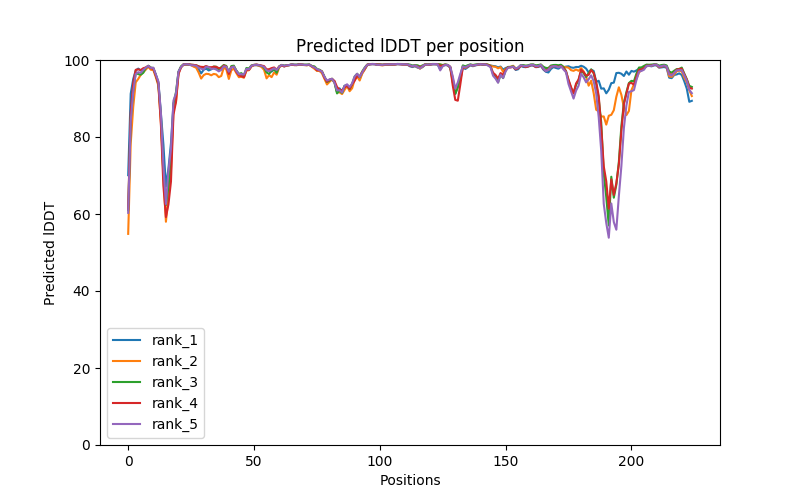 Predicted lDDT per position
100
80
60
40
20
0
Predicted lDDT
rank_1
rank_2
rank_3
rank_4
rank_5
0 50 100 150 200
Positions